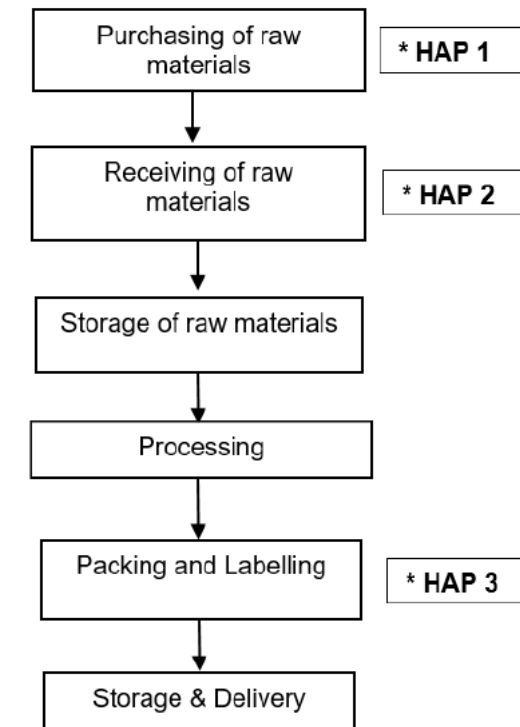 Purchasing of raw
materials
* HAP 1
Receiving of raw
materials
* HAP 2
Storage of raw materials
Processing
Packing and Labelling
* HAP 3
Storage & Delivery